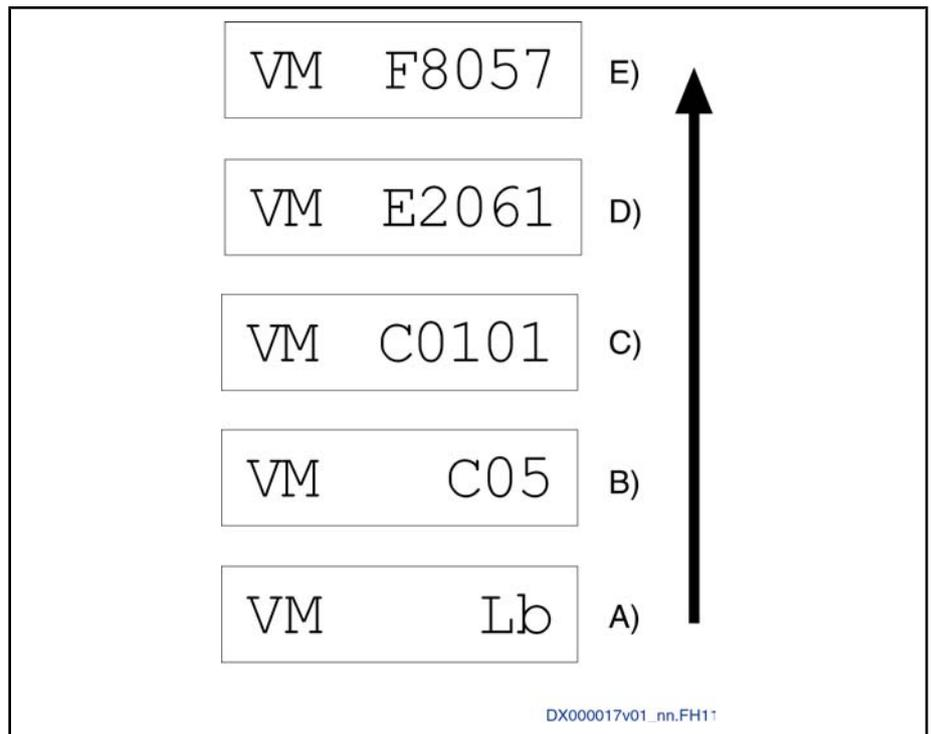 VM F8057 E)
VM E2061 D)
VM C0101 C)
VM C05 B)
VM Lb A)
DX000017v01_nn.FH11